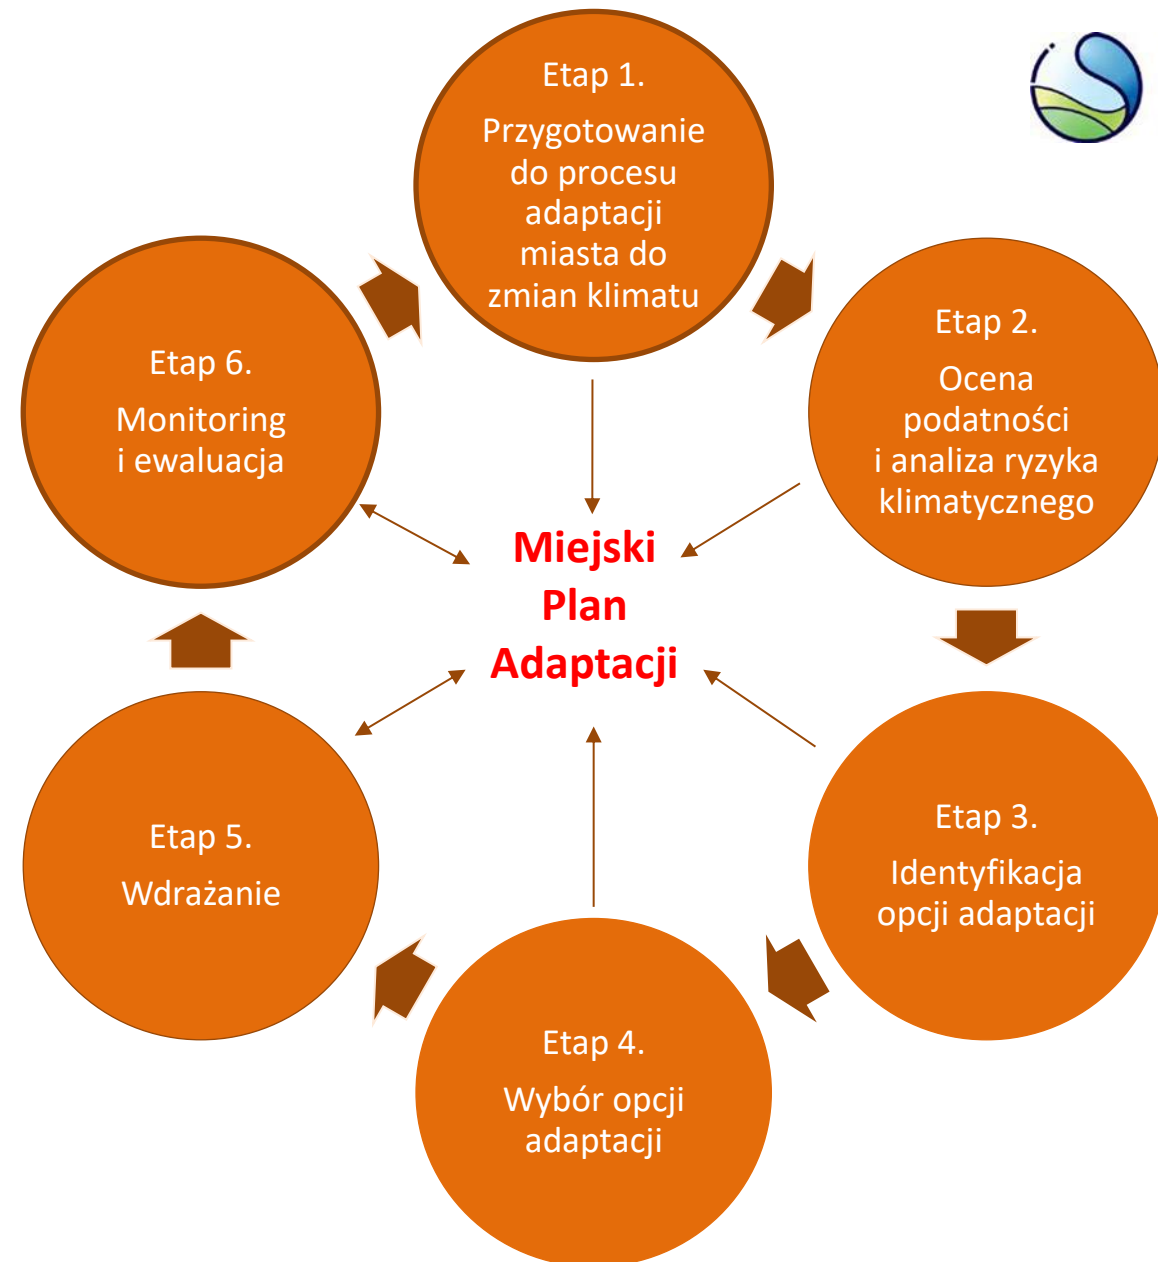 Etap 1.
Przygotowanie
do procesu
adaptacji
miasta do
zmian klimatu
Etap 2.
Ocena
podatności
i analiza ryzyka
klimatycznego
Etap 3.
Identyfikacja
opcji adaptacji
Etap 4.
Wybór opcji
adaptacji
Etap 5.
Wdrażanie
Etap 6.
Monitoring
i ewaluacja
Miejski
Plan
Adaptacji